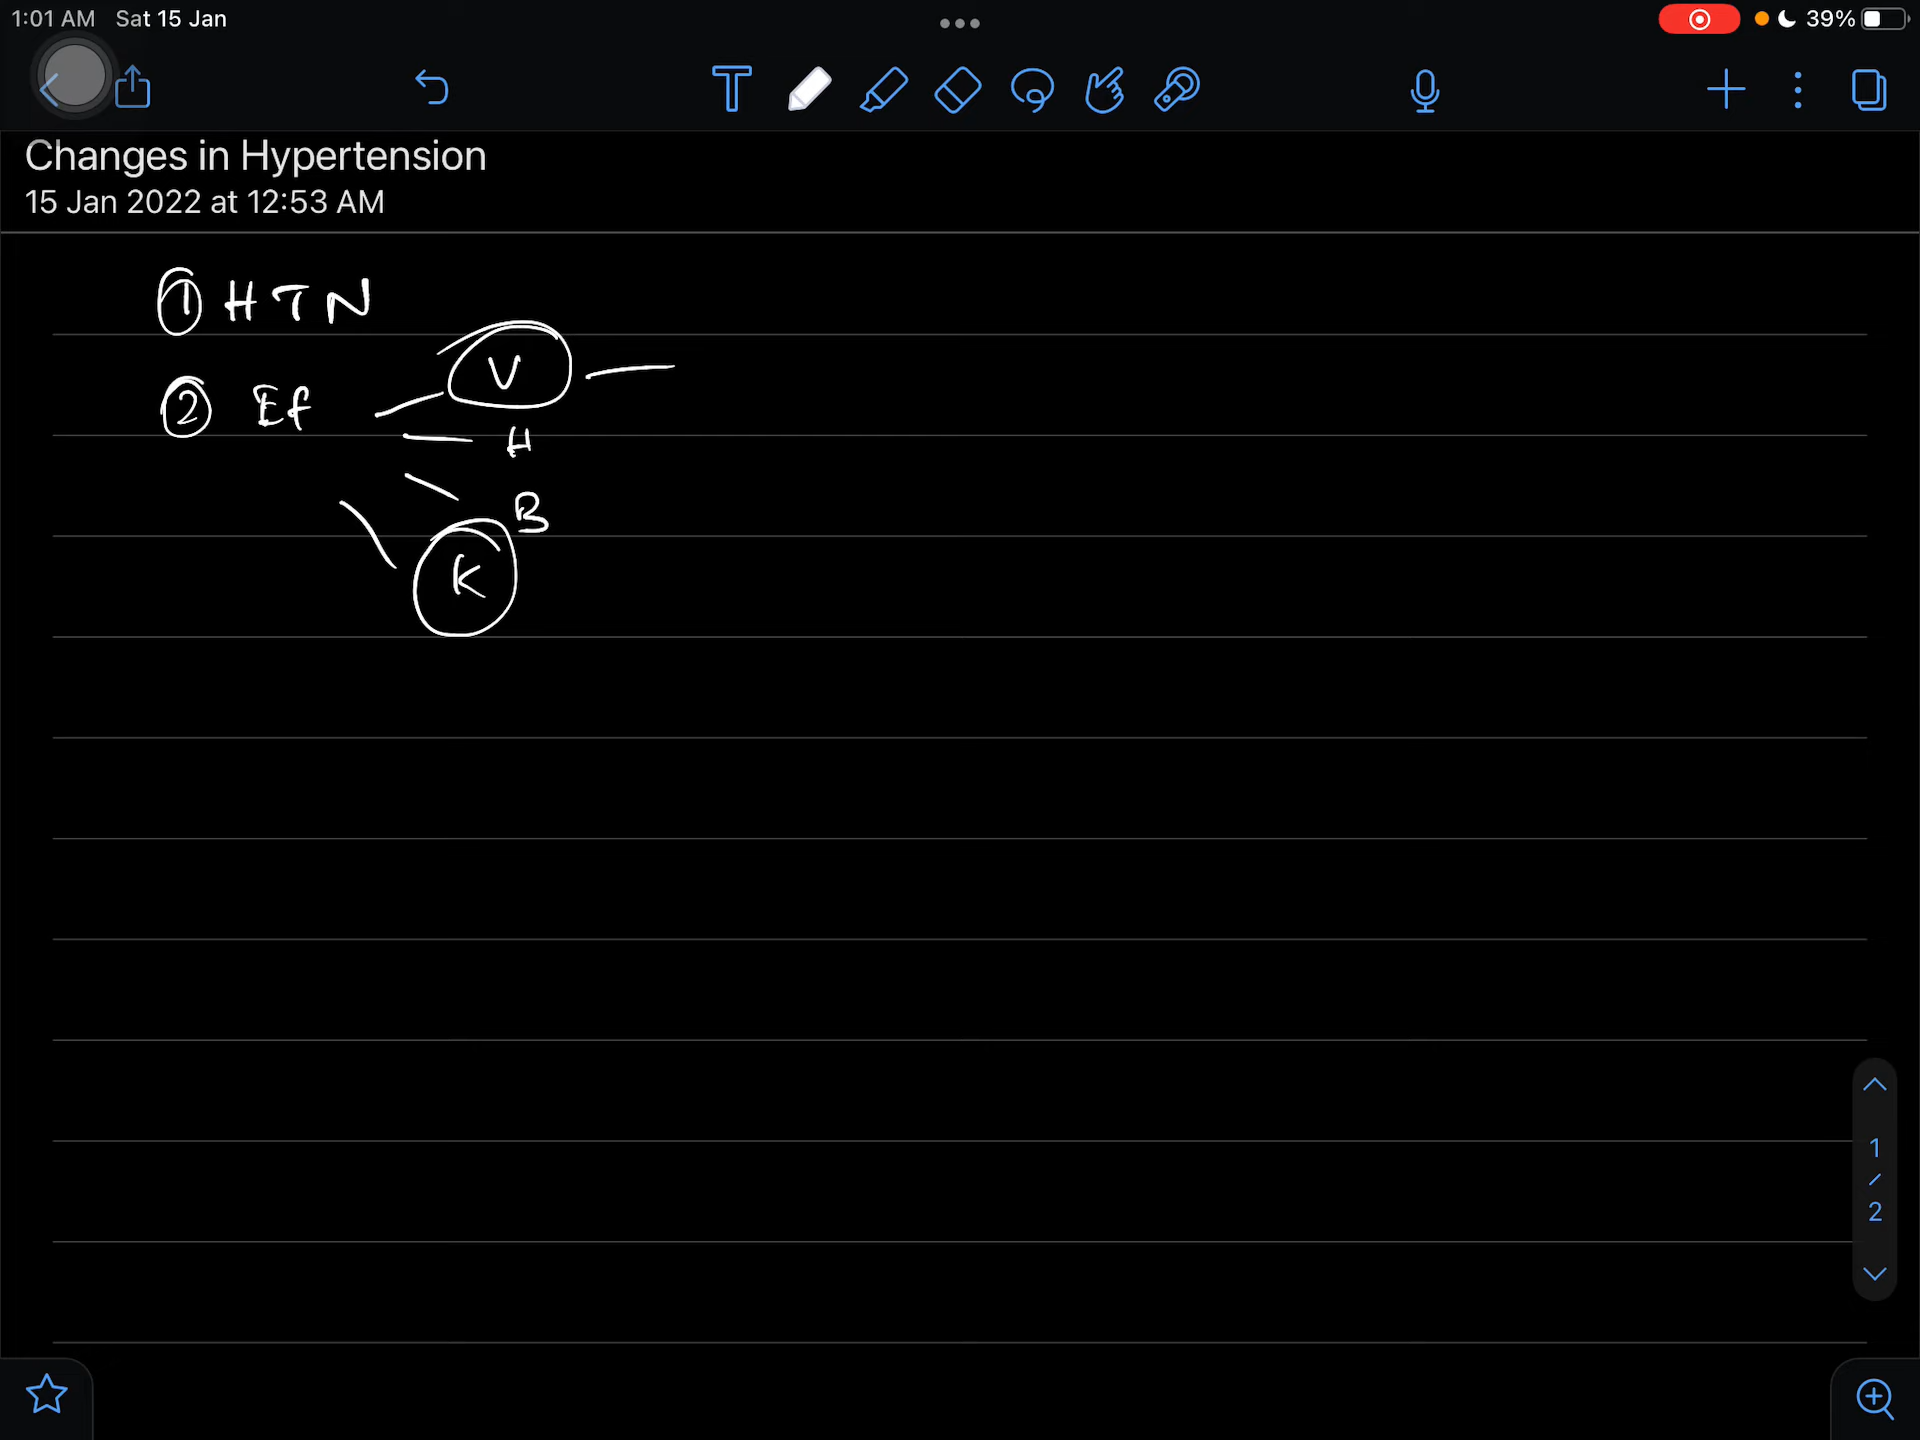 1:01 AM Sat 15 Jan
39%
Changes in Hypertension
15 Jan 2022 at 12:53 AM
① HTN
V
② Ef
H
B
K
1
/
2